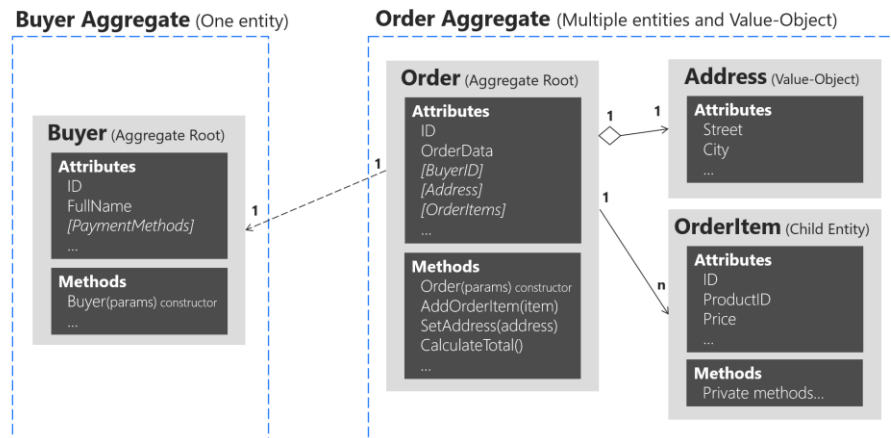 Buyer Aggregate (One entity)
Buyer (Aggregate Root)
Attributes
ID
FullName
[PaymentMethods]
...
Methods
Buyer(params) constructor
...
1
1
Order Aggregate (Multiple entities and Value-Object)
Order (Aggregate Root)
Attributes
ID
OrderData
[BuyerID]
[Address]
[OrderItems]
...
Methods
Order(params) constructor
AddOrderItem(item)
SetAddress(address)
CalculateTotal()
...
1
1
1
n
Address (Value-Object)
Attributes
Street
City
...
OrderItem (Child Entity)
Attributes
ID
ProductID
Price
...
Methods
Private methods...